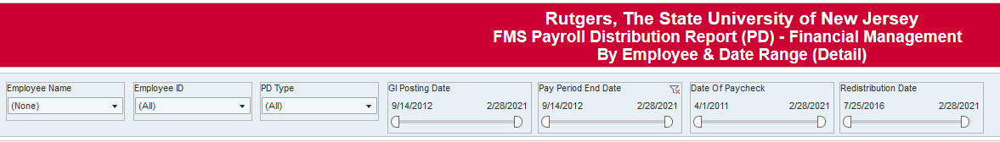 Rutgers, The State University of New Jersey
FMS Payroll Distribution Report (PD) - Financial Management
By Employee & Date Range (Detail)
Employee Name Employee ID PD Type Gl Posting Date Pay Period End Date Date Of Paycheck Redistribution Date
(None) (All) (All) 9/14/2012 2/28/2021 9/14/2012 2/28/2021 4/1/2011 2/28/2021 7/25/2016 2/28/2021